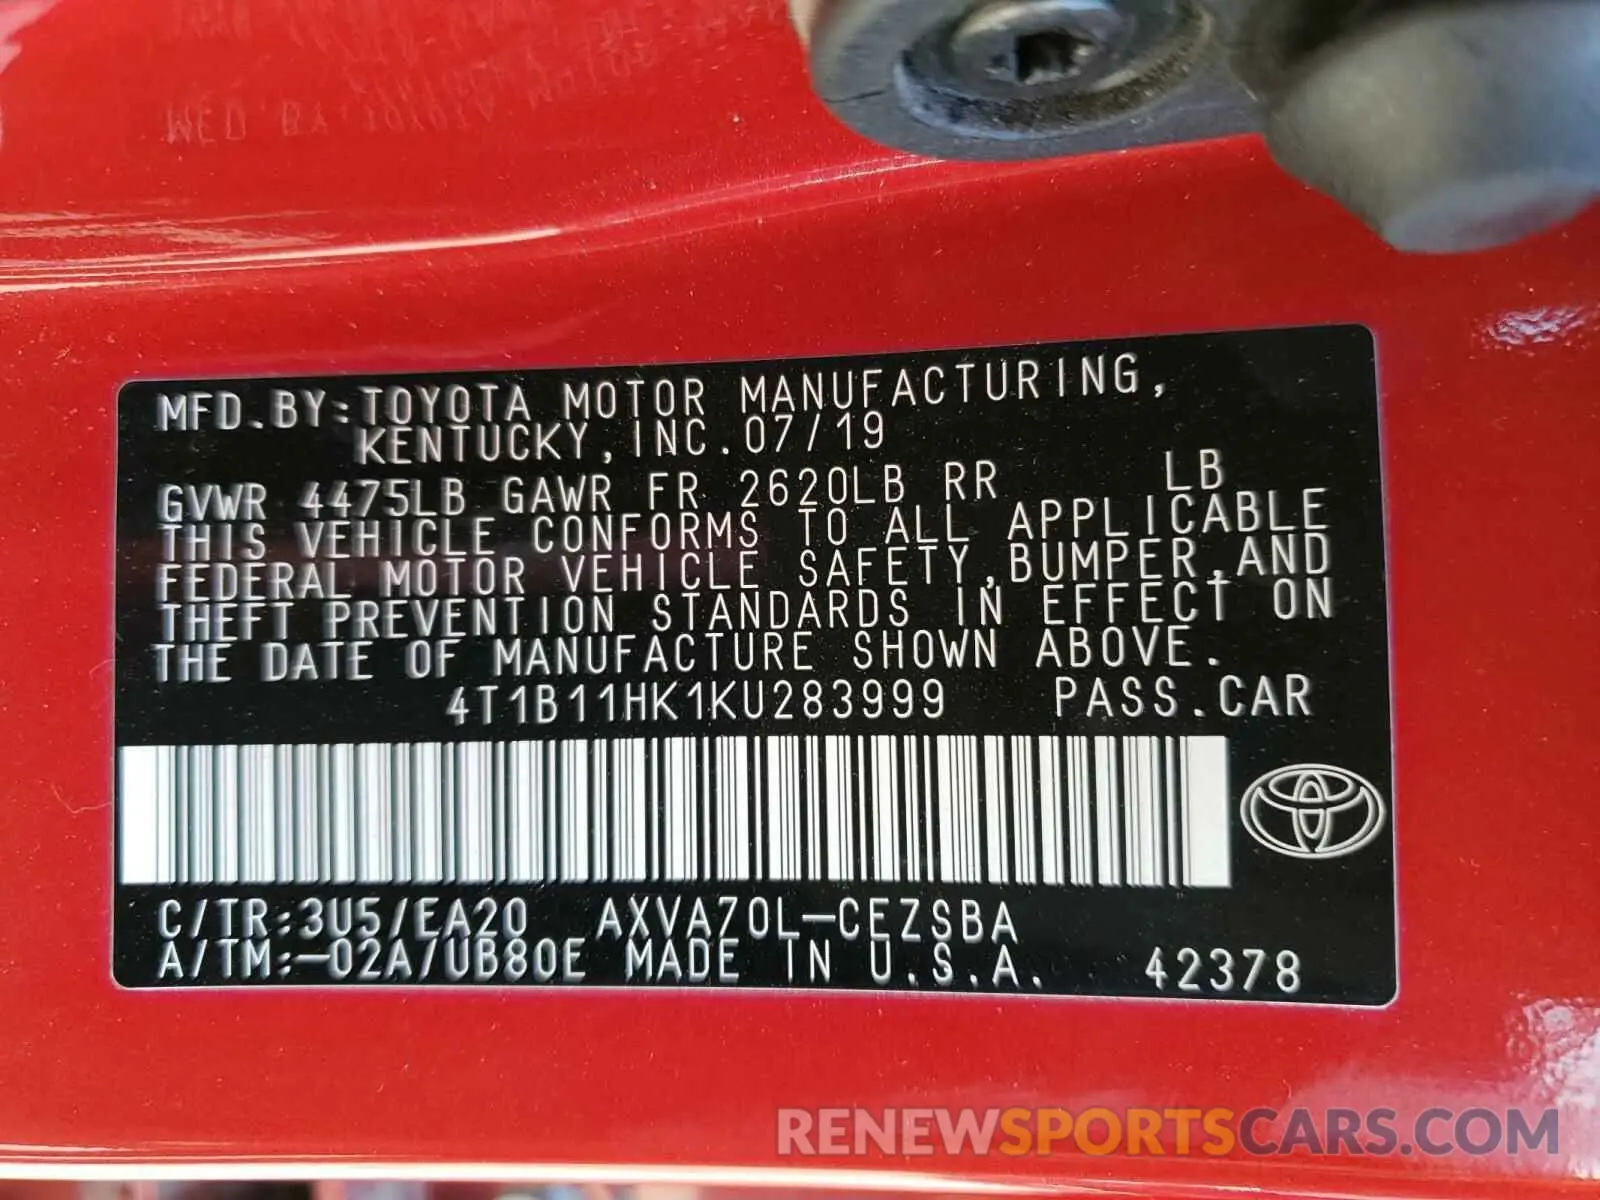 MFD.BY:TOYOTA MOTOR MANUFACTURING,
KENTUCKY,INC.07/19
GVWR 4475LB GAWR FR 2620LB RR LB
THIS VEHICLE CONFORMS TO ALL APPLICABLE
FEDERAL MOTOR VEHICLE SAFETY,BUMPER,AND
THEFT PREVENTION STANDARDS IN EFFECT ON
THE DATE OF MANUFACTURE SHOWN ABOVE.
4T1B11HK1KU283999 PASS.CAR
C/TR:3U5/EA20 AXVA70L-CEZSBA
A/TM:-02A/UB80E MADE IN U.S.A. 42378
RENEWSPORTSCARS.COM